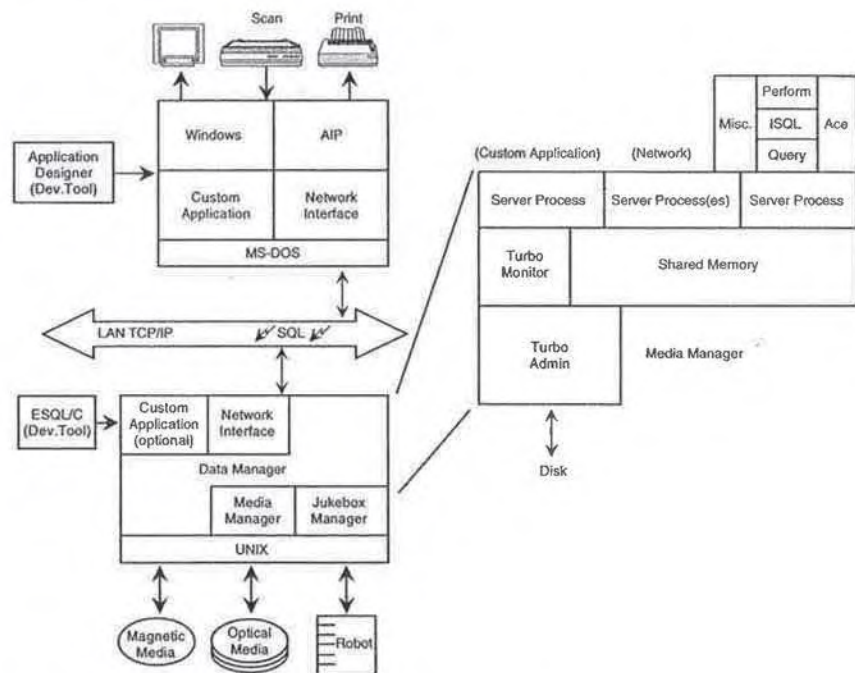 Scan
Print
Windows
AIP
Application
Designer
(Dev.Tool)
Custom
Application
Network
Interface
MS-DOS
LAN TCP/IP
SQL
ESQL/C
(Dev.Tool)
Custom
Application
(optional)
Network
Interface
Data Manager
Media
Manager
Jukebox
Manager
UNIX
Magnetic
Media
Optical
Media
Robot
Misc.
Perform
ISQL
Query
Ace
(Custom Application)
(Network)
Server Process
Server Process(es)
Server Process
Turbo
Monitor
Shared Memory
Turbo
Admin
Media Manager
Disk